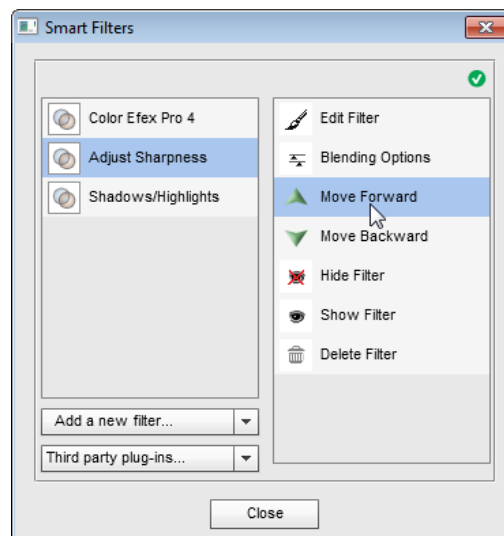 Smart Filters
Color Efex Pro 4
Adjust Sharpness
Shadows/Highlights
Add a new filter...
Third party plug-ins...
Edit Filter
Blending Options
Move Forward
Move Backward
Hide Filter
Show Filter
Delete Filter
Close